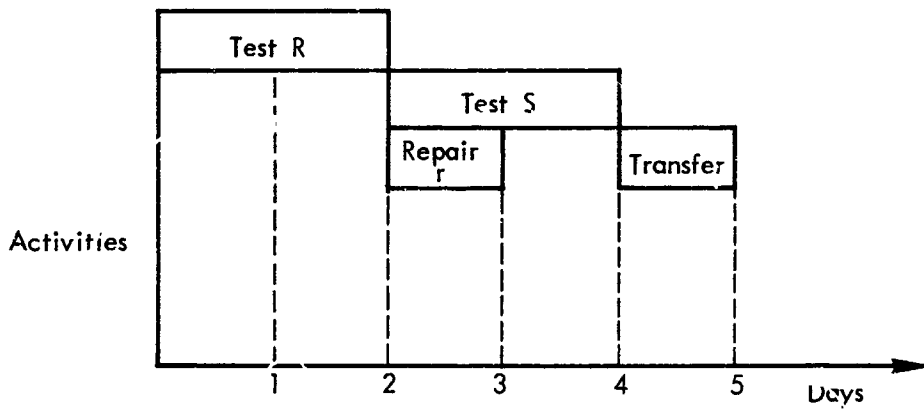 Test R
Test S
Repair
r
Transfer
Activities
1 2 3 4 5
Days